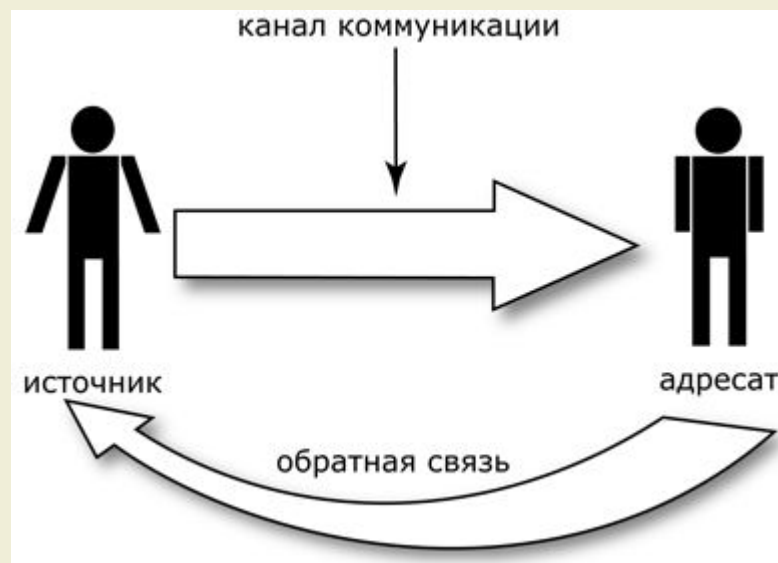 канал коммуникации
источник
адресат
обратная связь